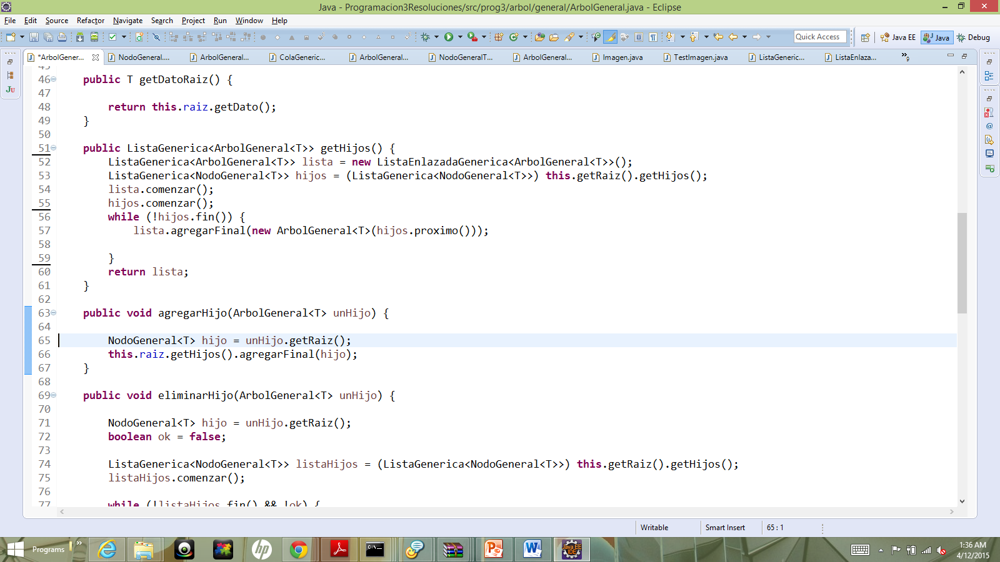 Java - Programacion3Resoluciones/src/prog3/arbol/general/ArbolGeneral.java - Eclipse
File Edit Source Refactor Navigate Search Project Run Window Help
Quick Access Java EE Java Debug
*ArbolGener... NodoGeneral.... ArbolGeneral... ColaGeneric... ArbolGeneral... NodoGeneralT... ArbolGeneral... Imagen.java TestImagen.java ListaGeneric... ListaEnlaza... »9
45
46 public T getDatoRaiz() {
47
48 return this.raiz.getDato();
49 }
50
51 public ListaGenerica<ArbolGeneral<T>> getHijos() {
52 ListaGenerica<ArbolGeneral<T>> lista = new ListaEnlazadaGenerica<ArbolGeneral<T>>();
53 ListaGenerica<NodoGeneral<T>> hijos = (ListaGenerica<NodoGeneral<T>>) this.getRaiz().getHijos();
54 lista.comenzar();
55 hijos.comenzar();
56 while (!hijos.fin()) {
57 lista.agregarFinal(new ArbolGeneral<T>(hijos.proximo()));
58
59 }
60 return lista;
61 }
62
63 public void agregarHijo(ArbolGeneral<T> unHijo) {
64
65 NodoGeneral<T> hijo = unHijo.getRaiz();
66 this.raiz.getHijos().agregarFinal(hijo);
67 }
68
69 public void eliminarHijo(ArbolGeneral<T> unHijo) {
70
71 NodoGeneral<T> hijo = unHijo.getRaiz();
72 boolean ok = false;
73
74 ListaGenerica<NodoGeneral<T>> listaHijos = (ListaGenerica<NodoGeneral<T>>) this.getRaiz().getHijos();
75 listaHijos.comenzar();
76
77 while (!listaHijos.fin() && !ok) {
Writable Smart Insert 65 : 1
Programs » hp C:\_ Java EE IDE 1:36 AM
4/12/2015